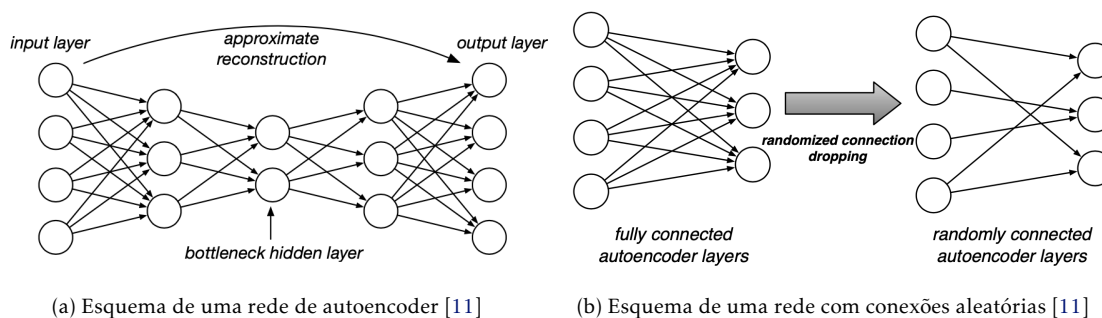 input layer
approximate
reconstruction
output layer
bottleneck hidden layer
(a) Esquema de uma rede de autoencoder [11]
randomized connection
dropping
fully connected
autoencoder layers
randomly connected
autoencoder layers
(b) Esquema de uma rede com conexões aleatórias [11]